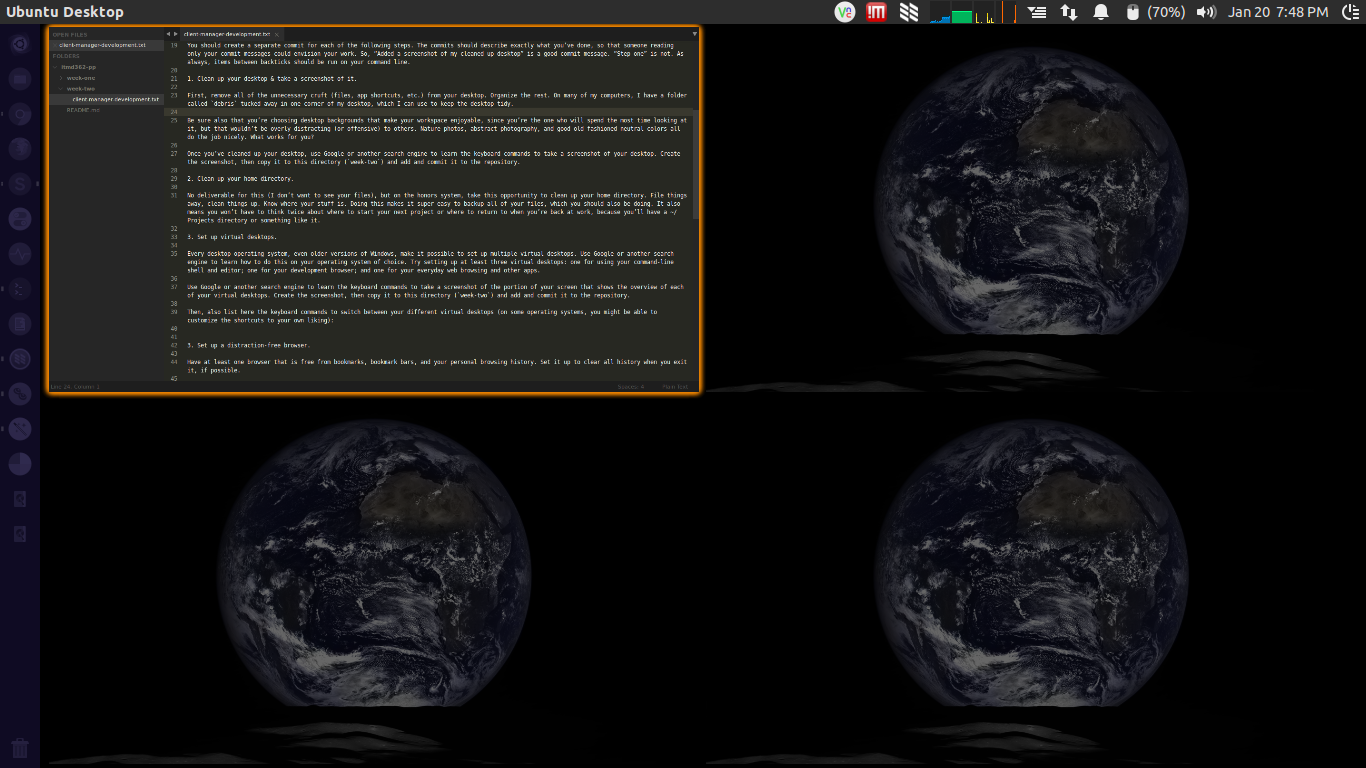 Ubuntu Desktop
(70%)
Jan 20 7:48 PM
OPEN FILES
client-manager-development.txt
FOLDERS
week-one
week-two
client-manager-development.txt
README.md
client-manager-development.txt
19 You should create a separate commit for each of the following steps. The commits should describe exactly what you've done, so that someone reading
only your commit messages could envision your work. So, "Added a screenshot of my cleaned up desktop" is a good commit message. "Step one" is not. As
always, items between backticks should be run on your command line.
20
21 1. Clean up your desktop & take a screenshot of it.
22
23 First, remove all of the unnecessary cruft (files, app shortcuts, etc.) from your desktop. Organize the rest. On many of my computers, I have a folder
called `debris` tucked away in one corner of my desktop, which I can use to keep the desktop tidy.
24
25 Be sure also that you're choosing desktop backgrounds that make your workspace enjoyable, since you're the one who will spend the most time looking at
it, but that wouldn't be overly distracting (or offensive) to others. Nature photos, abstract photography, and good old fashioned neutral colors all
do the job nicely. What works for you?
26
27 Once you've cleaned up your desktop, use Google or another search engine to learn the keyboard commands to take a screenshot of your desktop. Create
the screenshot, then copy it to this directory (`week-two`) and add and commit it to the repository.
28
29 2. Clean up your home directory.
30
31 No deliverable for this (I don't want to see your files), but on the honors system, take this opportunity to clean up your home directory. File things
away, clean things up. Know where your stuff is. Doing this makes it super easy to backup all of your files, which you should also be doing. It also
means you won't have to think twice about where to start your next project or where to return to when you're back at work, because you'll have a ~/
Projects directory or something like it.
32
33 3. Set up virtual desktops.
34
35 Every desktop operating system, even older versions of Windows, make it possible to set up multiple virtual desktops. Use Google or another search
engine to learn how to do this on your operating system of choice. Try setting up at least three virtual desktops: one for using your command-line
shell and editor; one for your development browser; and one for your everyday web browsing and other apps.
36
37 Use Google or another search engine to learn the keyboard commands to take a screenshot of the portion of your screen that shows the overview of each
of your virtual desktops. Create the screenshot, then copy it to this directory (`week-two`) and add and commit it to the repository.
38
39 Then, also list here the keyboard commands to switch between your different virtual desktops (on some operating systems, you might be able to
customize the shortcuts to your own liking):
40
41
42 3. Set up a distraction-free browser.
43
44 Have at least one browser that is free from bookmarks, bookmark bars, and your personal browsing history. Set it up to clear all history when you exit
it, if possible.
45
Spaces: 4
Plain Text